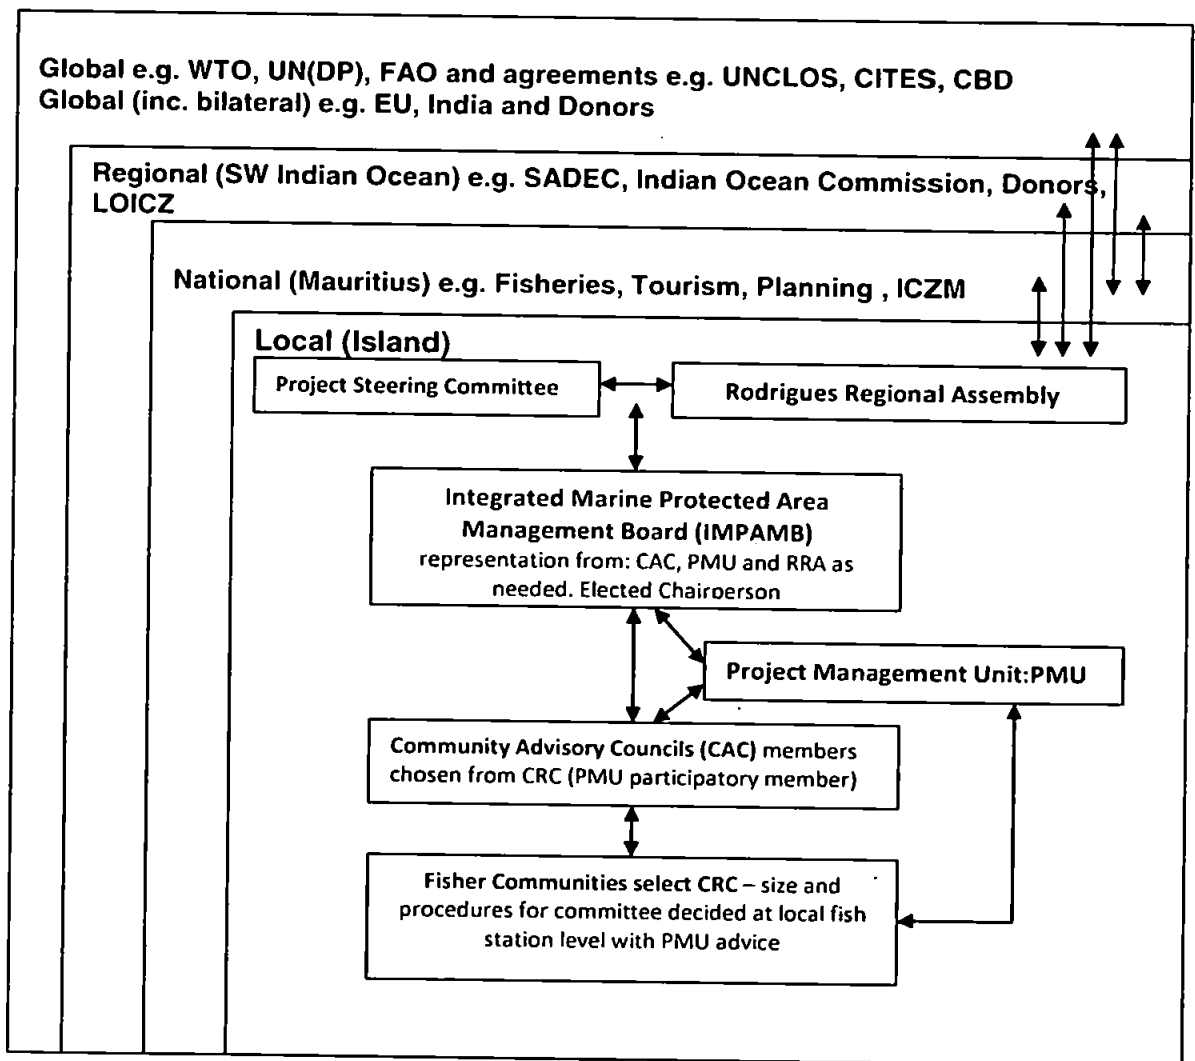 Global e.g. WTO, UN(DP), FAO and agreements e.g. UNCLOS, CITES, CBD
Global (inc. bilateral) e.g. EU, India and Donors
Regional (SW Indian Ocean) e.g. SADEC, Indian Ocean Commission, Donors,
LOICZ
National (Mauritius) e.g. Fisheries, Tourism, Planning , ICZM
Local (Island)
Project Steering Committee
Rodrigues Regional Assembly
Integrated Marine Protected Area
Management Board (IMPAMB)
representation from: CAC, PMU and RRA as
needed. Elected Chairperson
Project Management Unit:PMU
Community Advisory Councils (CAC) members
chosen from CRC (PMU participatory member)
Fisher Communities select CRC – size and
procedures for committee decided at local fish
station level with PMU advice